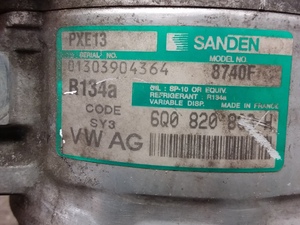 PXE13
SANDEN
SERIAL NO.
MODEL NO.
01303904364
8740F
R134a
OIL : SP-10 OR EQUIV.
REFRIGERANT R134a
VARIABLE DISP. MADE IN FRANCE
CODE
SY3
6Q0 820
VW AG